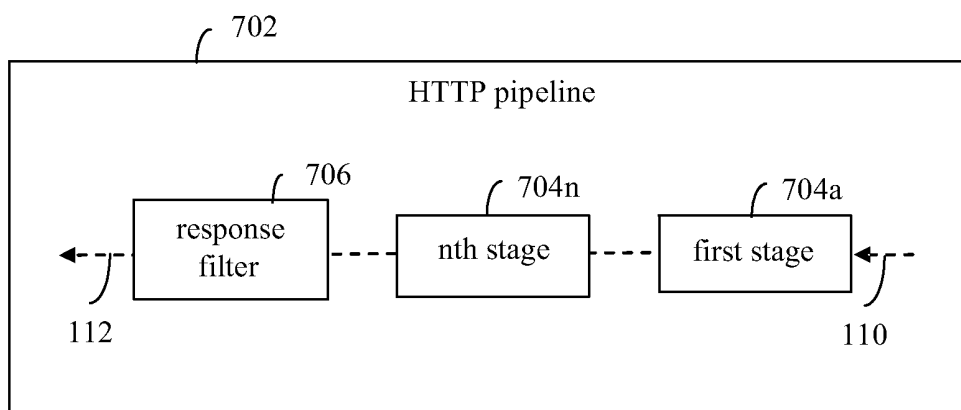 702
HTTP pipeline
706
704n
704a
response
filter
nth stage
first stage
112
110